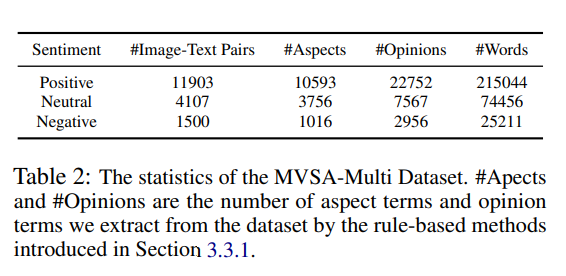 Sentiment #Image-Text Pairs #Aspects #Opinions #Words
Positive 11903 10593 22752 215044
Neutral 4107 3756 7567 74456
Negative 1500 1016 2956 25211
Table 2: The statistics of the MVSA-Multi Dataset. #Apects
and #Opinions are the number of aspect terms and opinion
terms we extract from the dataset by the rule-based methods
introduced in Section 3.3.1.